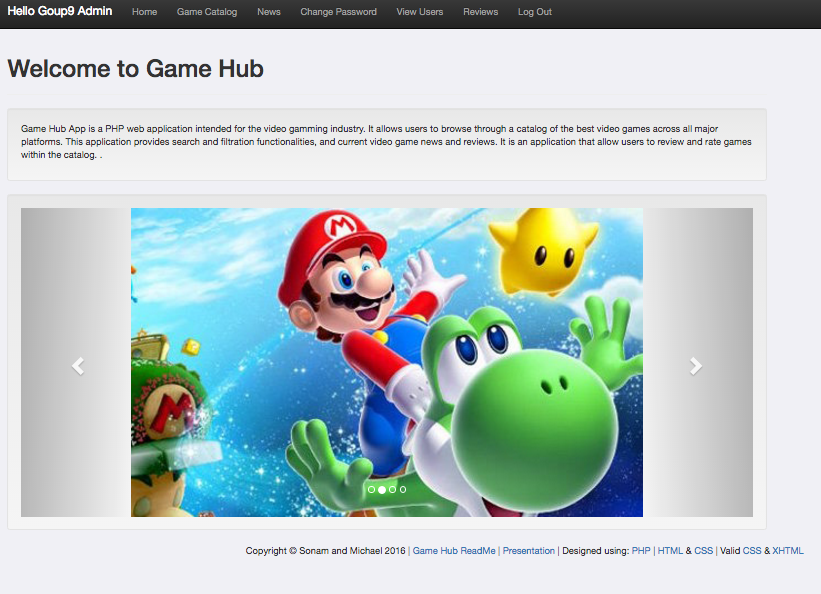 Hello Goup9 Admin Home Game Catalog News Change Password View Users Reviews Log Out
Welcome to Game Hub
Game Hub App is a PHP web application intended for the video gamming industry. It allows users to browse through a catalog of the best video games across all major
platforms. This application provides search and filtration functionalities, and current video game news and reviews. It is an application that allow users to review and rate games
within the catalog. .
M
M
Copyright © Sonam and Michael 2016 | Game Hub ReadMe | Presentation | Designed using: PHP | HTML & CSS | Valid CSS & XHTML